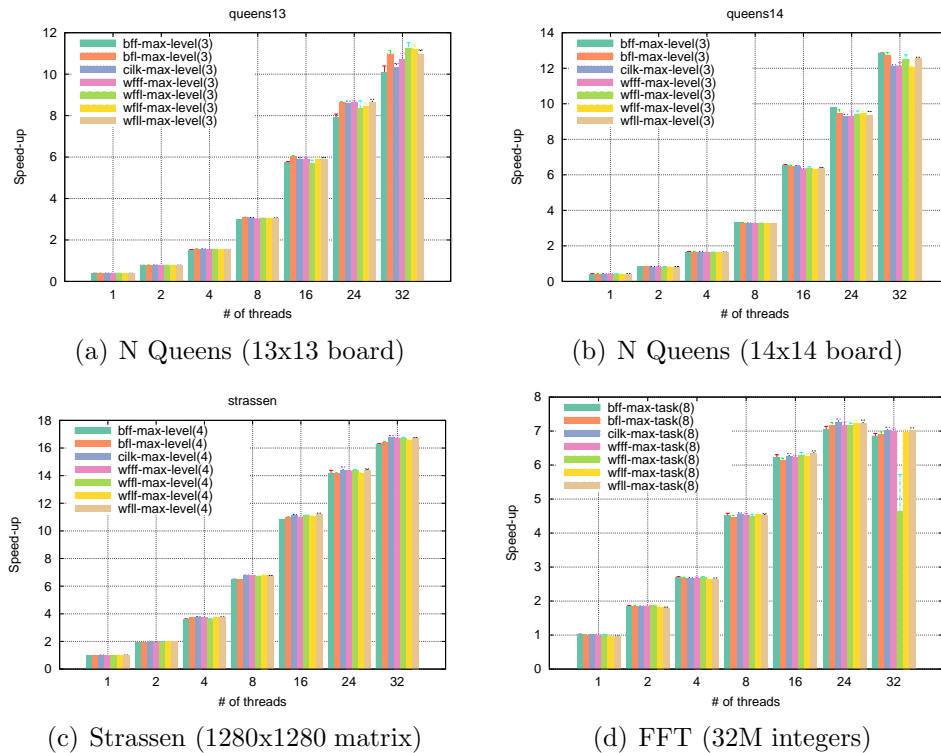 queens13
12
10
8
6
4
2
0
Speed-up
bff-max-level(3)
bfl-max-level(3)
cilk-max-level(3)
wfff-max-level(3)
wffl-max-level(3)
wflf-max-level(3)
wfll-max-level(3)
1 2 4 8 16 24 32
# of threads
(a) N Queens (13x13 board)
queens14
14
12
10
8
6
4
2
0
Speed-up
bff-max-level(3)
bfl-max-level(3)
cilk-max-level(3)
wfff-max-level(3)
wffl-max-level(3)
wflf-max-level(3)
wfll-max-level(3)
1 2 4 8 16 24 32
# of threads
(b) N Queens (14x14 board)
strassen
18
16
14
12
10
8
6
4
2
0
Speed-up
bff-max-level(4)
bfl-max-level(4)
cilk-max-level(4)
wfff-max-level(4)
wffl-max-level(4)
wflf-max-level(4)
wfll-max-level(4)
1 2 4 8 16 24 32
# of threads
(c) Strassen (1280x1280 matrix)
8
7
6
5
4
3
2
1
0
Speed-up
bff-max-task(8)
bfl-max-task(8)
cilk-max-task(8)
wfff-max-task(8)
wffl-max-task(8)
wflf-max-task(8)
wfll-max-task(8)
1 2 4 8 16 24 32
# of threads
(d) FFT (32M integers)